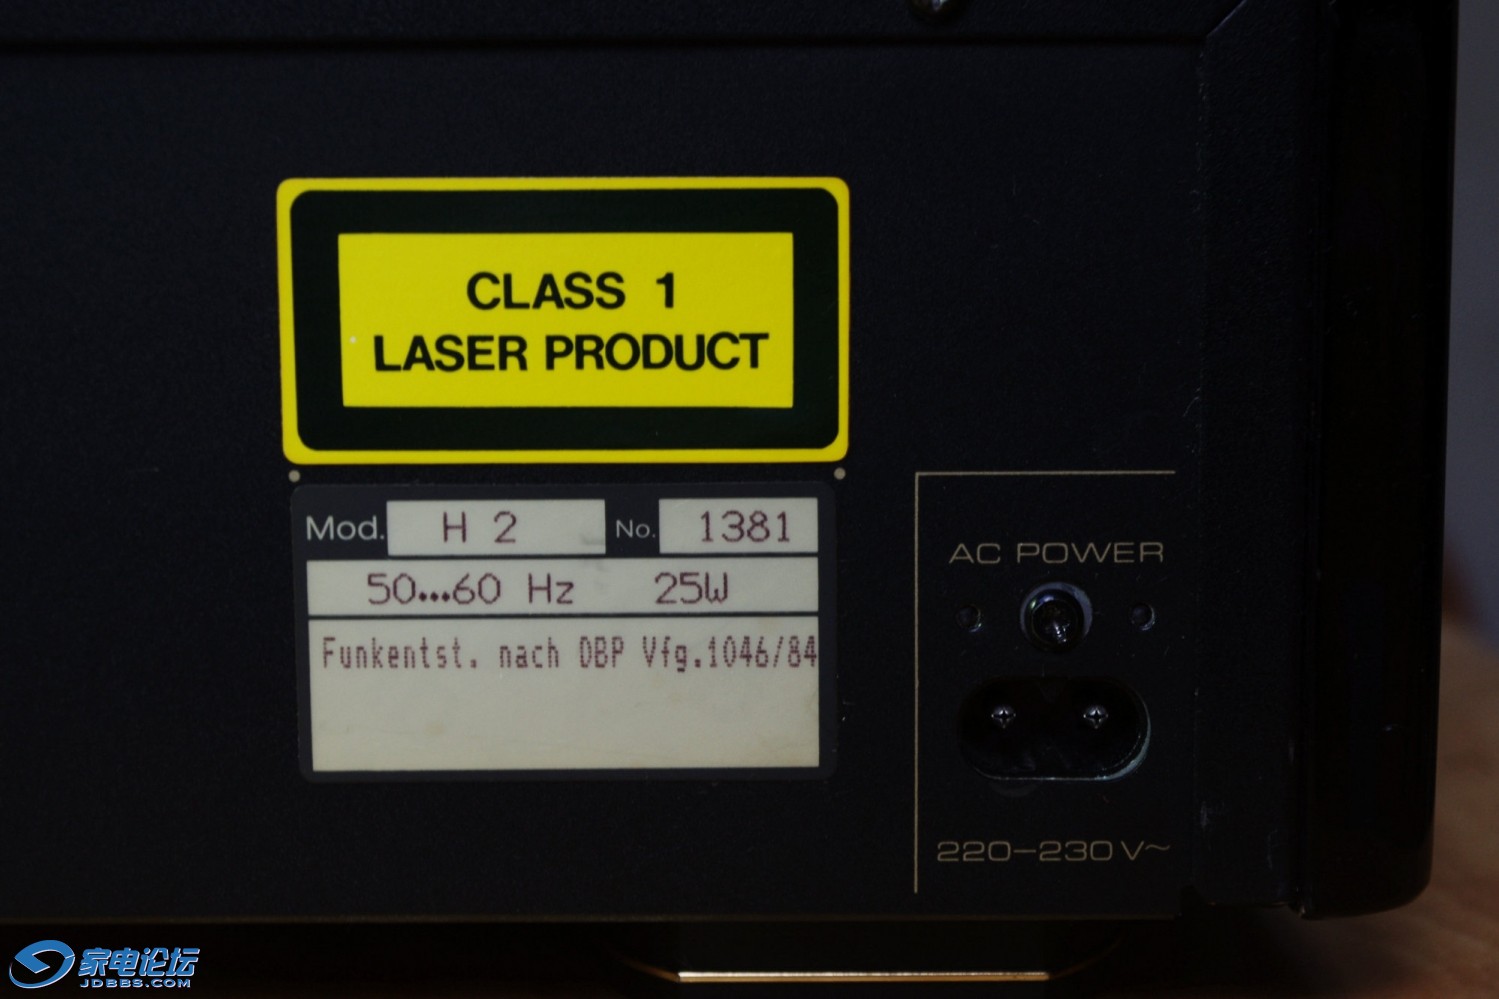 CLASS 1
LASER PRODUCT
Mod. H 2 No. 1381
50...60 Hz 25W
Funkentst. nach DBP Vfg.1046/84
AC POWER
220-230V~
家电论坛
JDBBS.COM